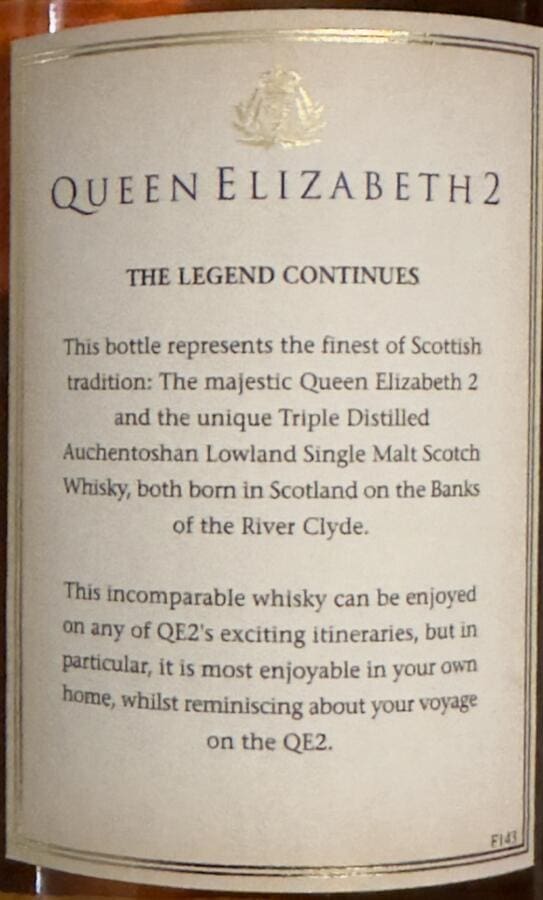 QUEEN ELIZABETH 2
THE LEGEND CONTINUES
This bottle represents the finest of Scottish
tradition: The majestic Queen Elizabeth 2
and the unique Triple Distilled
Auchentoshan Lowland Single Malt Scotch
Whisky, both born in Scotland on the Banks
of the River Clyde.
This incomparable whisky can be enjoyed
on any of QE2's exciting itineraries, but in
particular, it is most enjoyable in your own
home, whilst reminiscing about your voyage
on the QE2.
F143